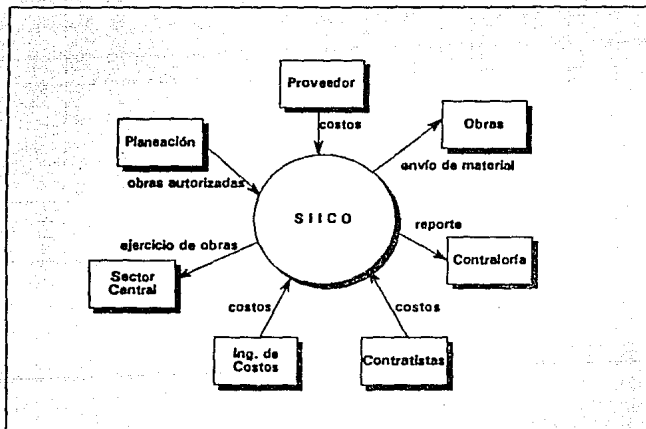 Proveedor
costos
Obras
Planeación
envío de material
obras autorizadas
SIICO
reporte
ejercicio de obras
Contraloría
Sector
Central
costos
costos
Ing. de
Costos
Contratistas